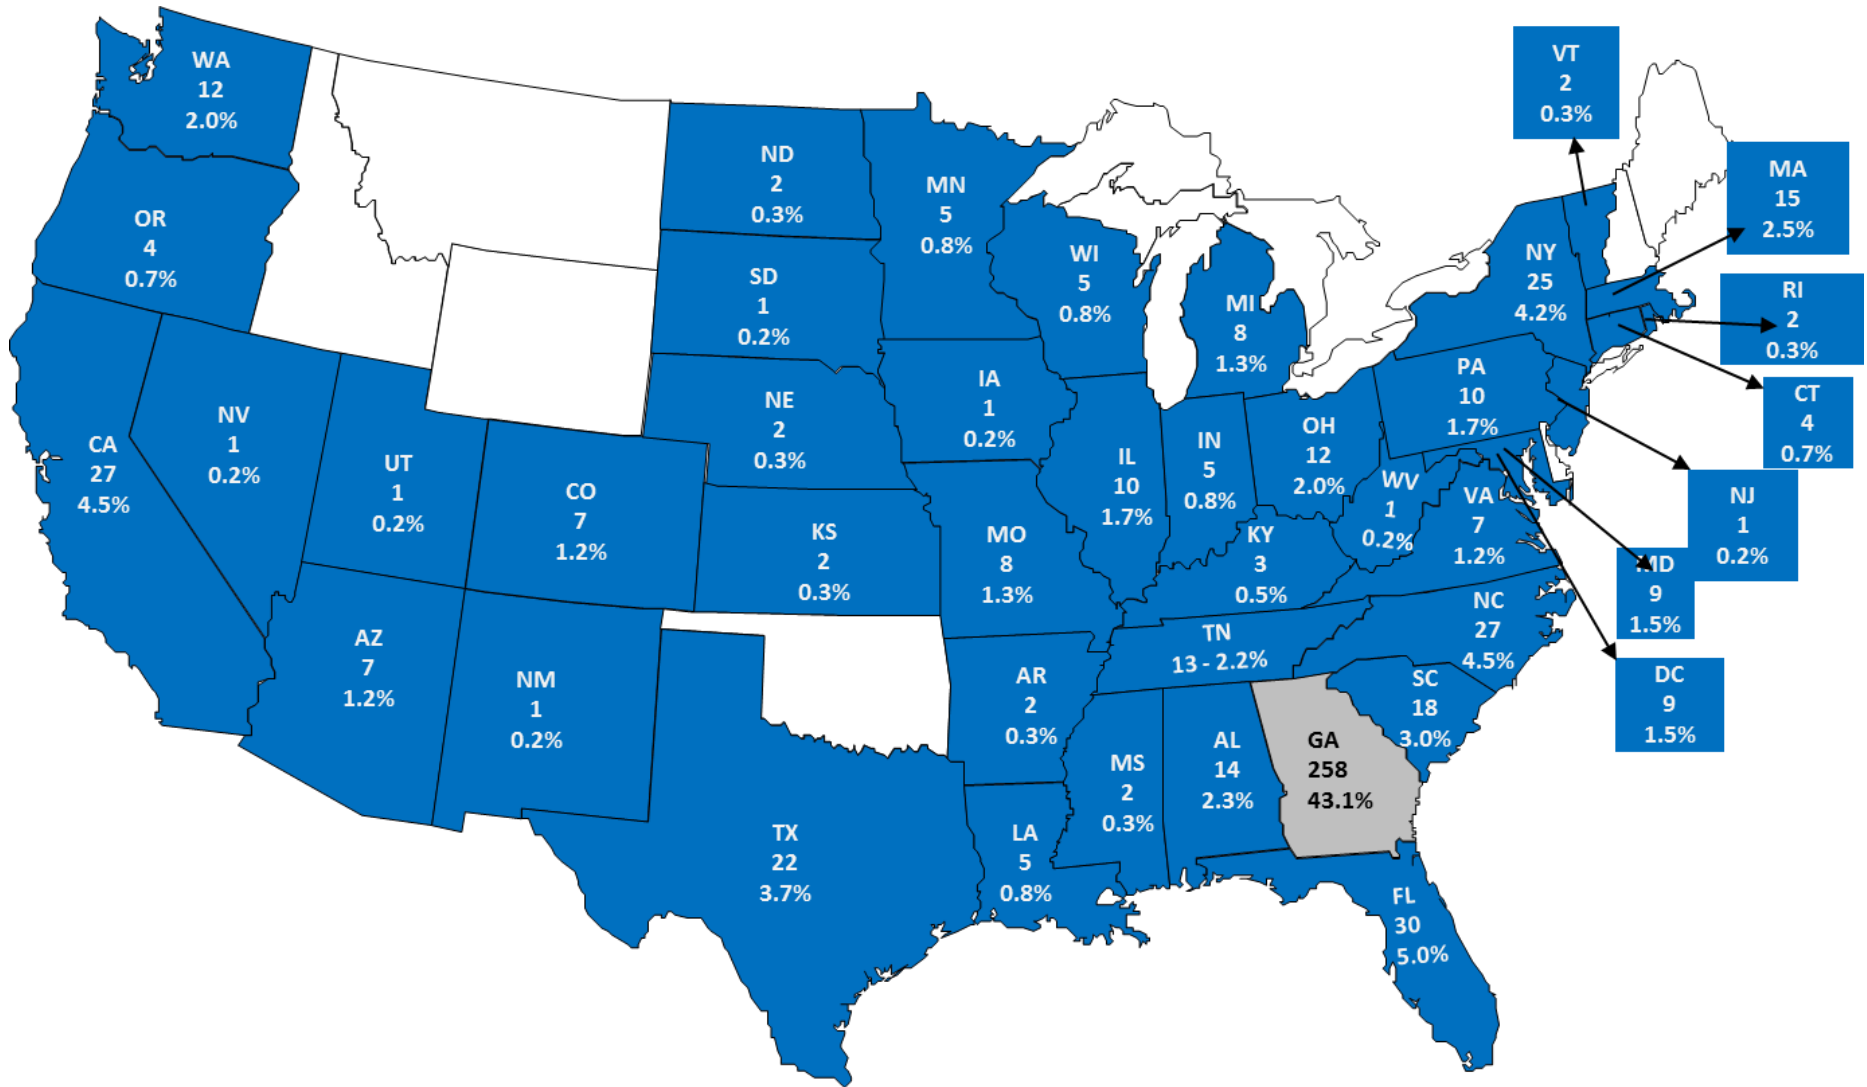 WA
12
2.0%
OR
4
0.7%
CA
27
4.5%
NV
1
0.2%
UT
1
0.2%
AZ
7
1.2%
CO
7
1.2%
NM
1
0.2%
ND
2
0.3%
SD
1
0.2%
NE
2
0.3%
KS
2
0.3%
TX
22
3.7%
MN
5
0.8%
IA
1
0.2%
MO
8
1.3%
AR
2
0.3%
LA
5
0.8%
WI
5
0.8%
IL
10
1.7%
MI
8
1.3%
IN
5
0.8%
OH
12
2.0%
KY
3
0.5%
TN
13 - 2.2%
MS
2
0.3%
AL
14
2.3%
GA
258
43.1%
FL
30
5.0%
SC
18
3.0%
NC
27
4.5%
VA
7
1.2%
WV
1
0.2%
PA
10
1.7%
NY
25
4.2%
VT
2
0.3%
MA
15
2.5%
RI
2
0.3%
CT
4
0.7%
NJ
1
0.2%
MD
9
1.5%
DC
9
1.5%